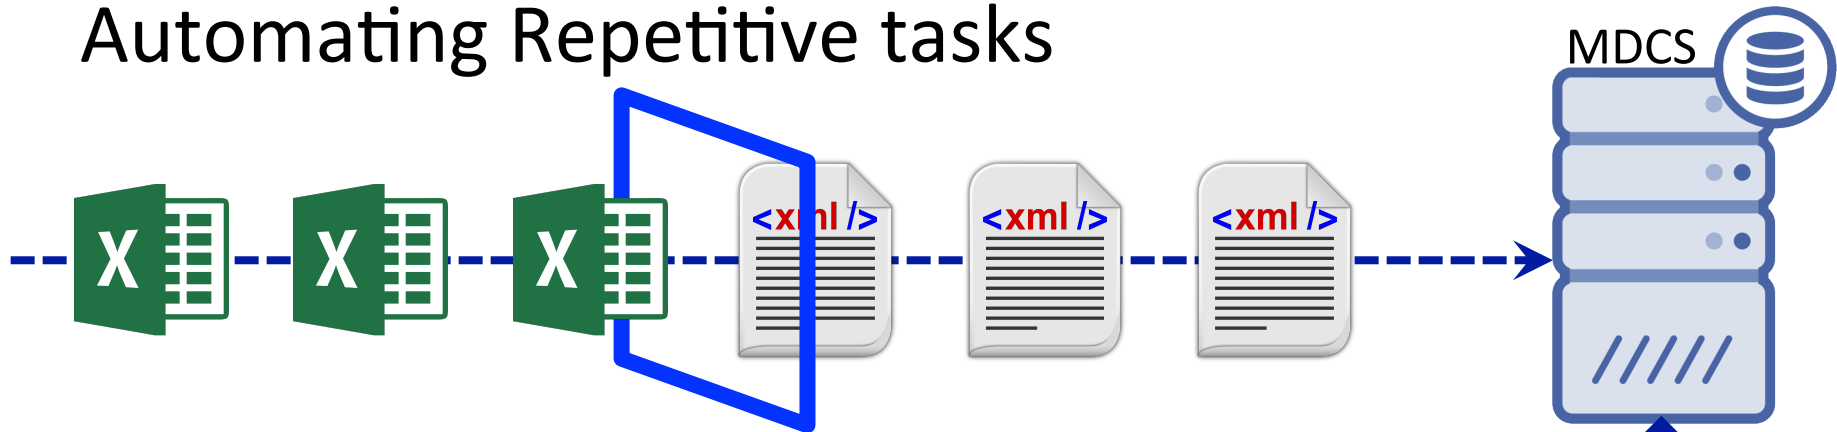 Automating Repetitive tasks
MDCS
X X X
<xml/> <xml/> <xml/>